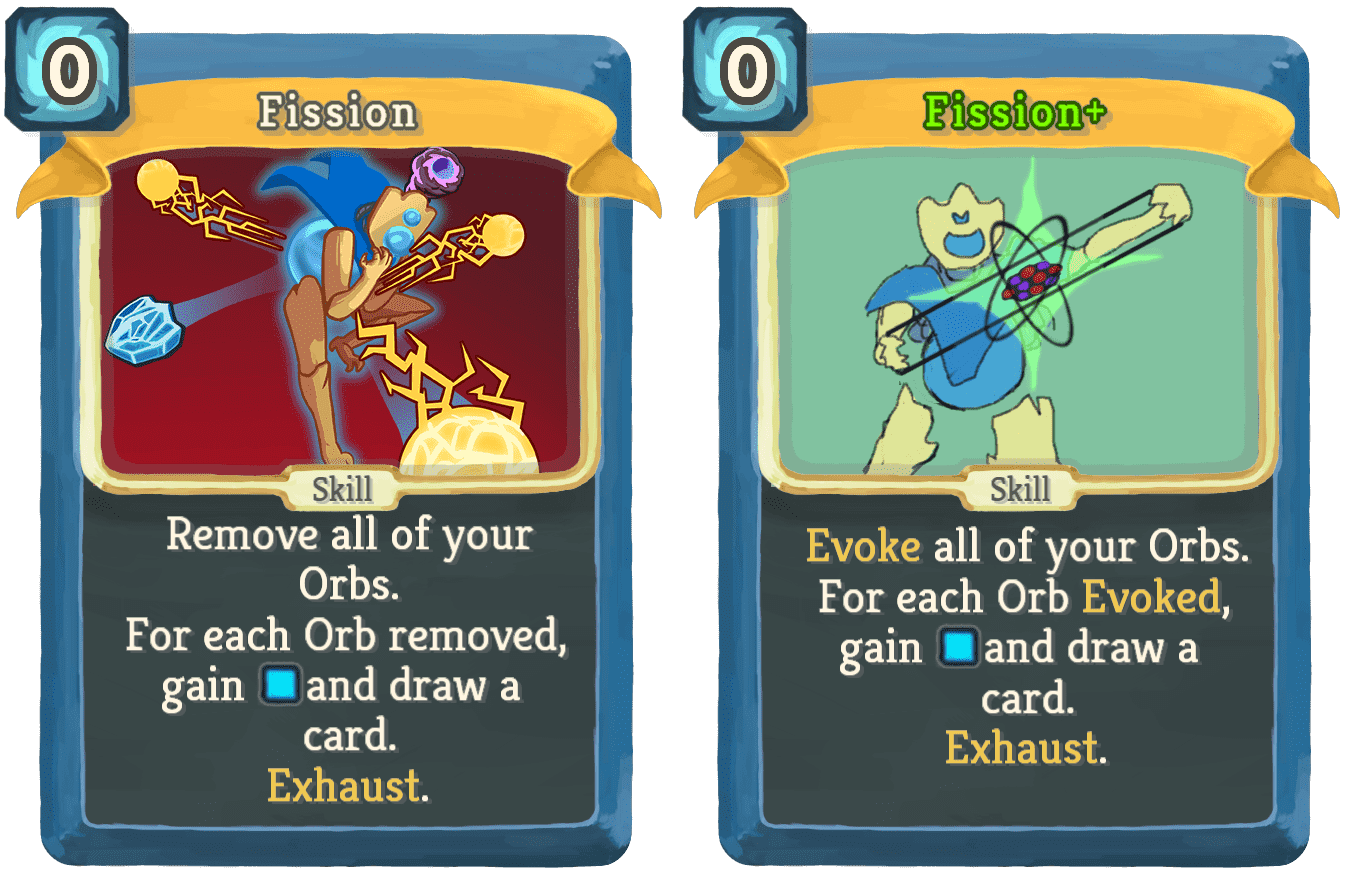 0
Fission
Skill
Remove all of your
Orbs.
For each Orb removed,
gain and draw a
card.
Exhaust.
0
Fission+
Skill
Evoke all of your Orbs.
For each Orb Evoked,
gain and draw a
card.
Exhaust.